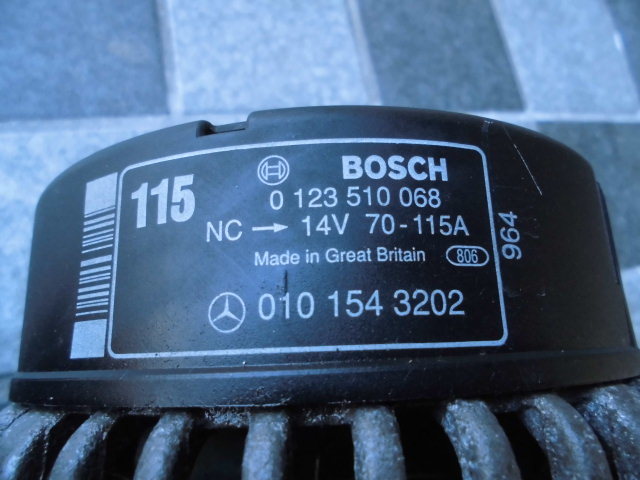 115
BOSCH
0 123 510 068
NC → 14V 70-115A
Made in Great Britain 806
010 154 3202
964